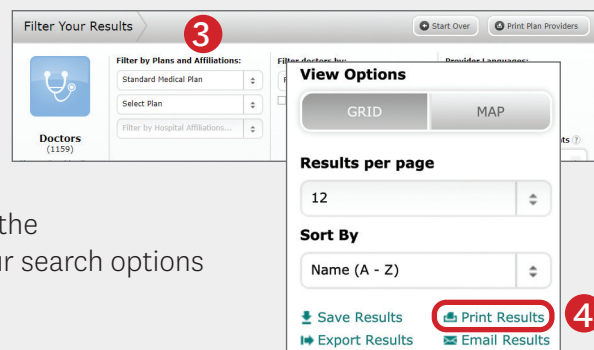 Filter Your Results
3
Start Over
Print Plan Providers
Filter by Plans and Affiliations:
Filter doctors by:
Provider Languages:
Standard Medical Plan
Select Plan
Filter by Hospital Affiliations...
Doctors
(1159)
View Options
GRID
MAP
Results per page
12
Sort By
Name (A - Z)
Save Results
Print Results
4
Export Results
Email Results
the
search options